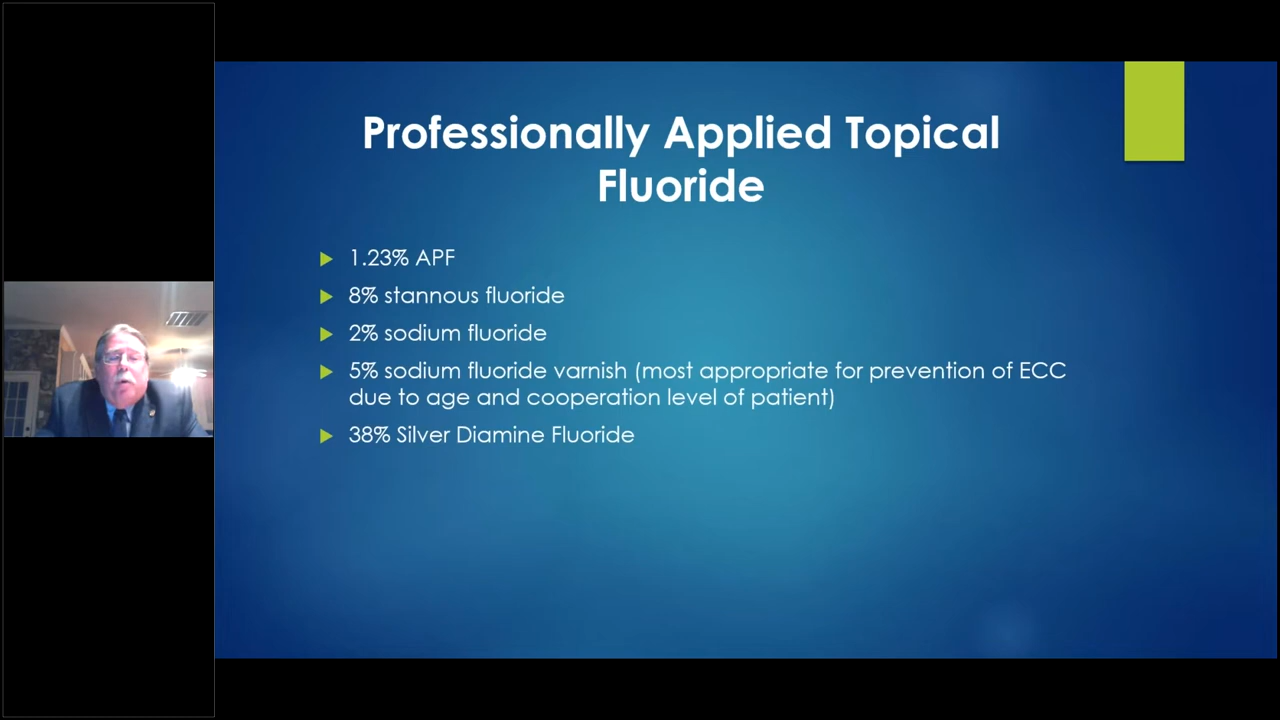 Professionally Applied Topical
Fluoride
1.23% APF
8% stannous fluoride
2% sodium fluoride
5% sodium fluoride varnish (most appropriate for prevention of ECC
due to age and cooperation level of patient)
38% Silver Diamine Fluoride